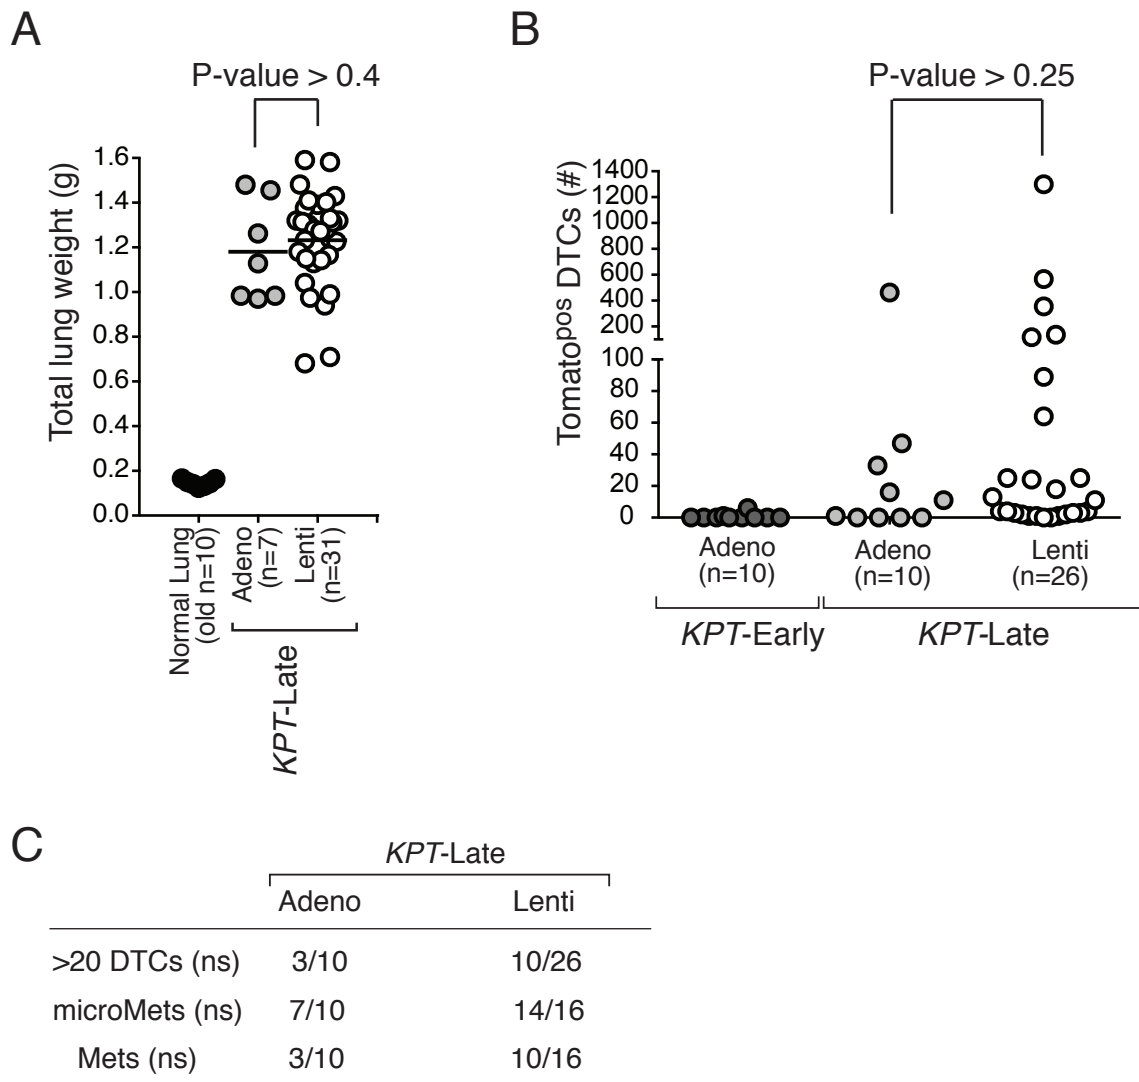 A
P-value > 0.4
Total lung weight (g)
1.6
1.4
1.2
1.0
0.8
0.6
0.4
0.2
0.0
Normal Lung
(old n=10)
Adeno
(n=7)
Lenti
(n=31)
KPT-Late
B
P-value > 0.25
Tomatopos DTCs (#)
1400
1200
1000
800
600
400
200
100
80
60
40
20
0
Adeno
(n=10)
Adeno
(n=10)
Lenti
(n=26)
KPT-Early
KPT-Late
C
KPT-Late
Adeno Lenti
>20 DTCs (ns) 3/10 10/26
microMets (ns) 7/10 14/16
Mets (ns) 3/10 10/16